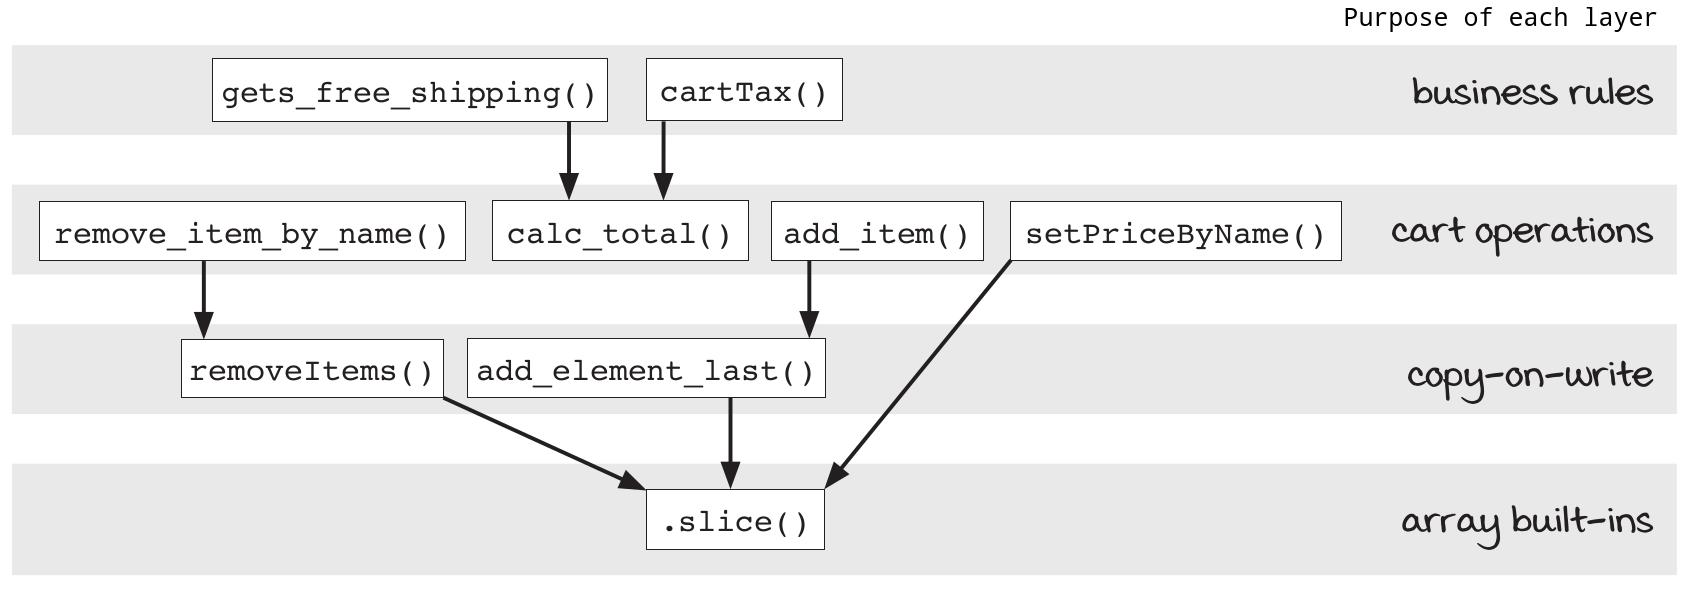 Purpose of each layer
gets_free_shipping()
cartTax()
business rules
remove_item_by_name()
calc_total()
add_item()
setPriceByName()
cart operations
removeItems()
add_element_last()
copy-on-write
.slice()
array built-ins